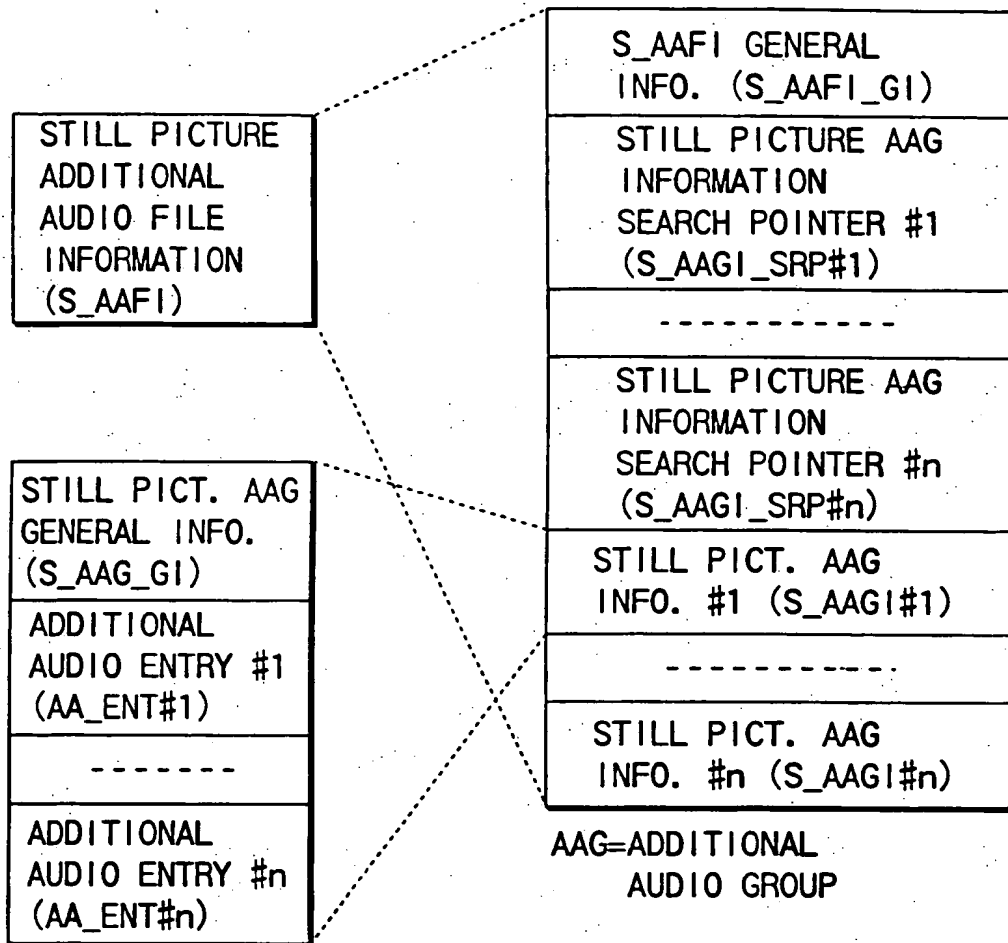 STILL PICTURE
ADDITIONAL
AUDIO FILE
INFORMATION
(S_AAFI)
STILL PICT. AAG
GENERAL INFO.
(S_AAG_GI)
ADDITIONAL
AUDIO ENTRY #1
(AA_ENT#1)
-------
ADDITIONAL
AUDIO ENTRY #n
(AA_ENT#n)
S_AAFI GENERAL
INFO. (S_AAFI_GI)
STILL PICTURE AAG
INFORMATION
SEARCH POINTER #1
(S_AAGI_SRP#1)
-----------
STILL PICTURE AAG
INFORMATION
SEARCH POINTER #n
(S_AAGI_SRP#n)
STILL PICT. AAG
INFO. #1 (S_AAGI#1)
-----------
STILL PICT. AAG
INFO. #n (S_AAGI#n)
AAG=ADDITIONAL
AUDIO GROUP